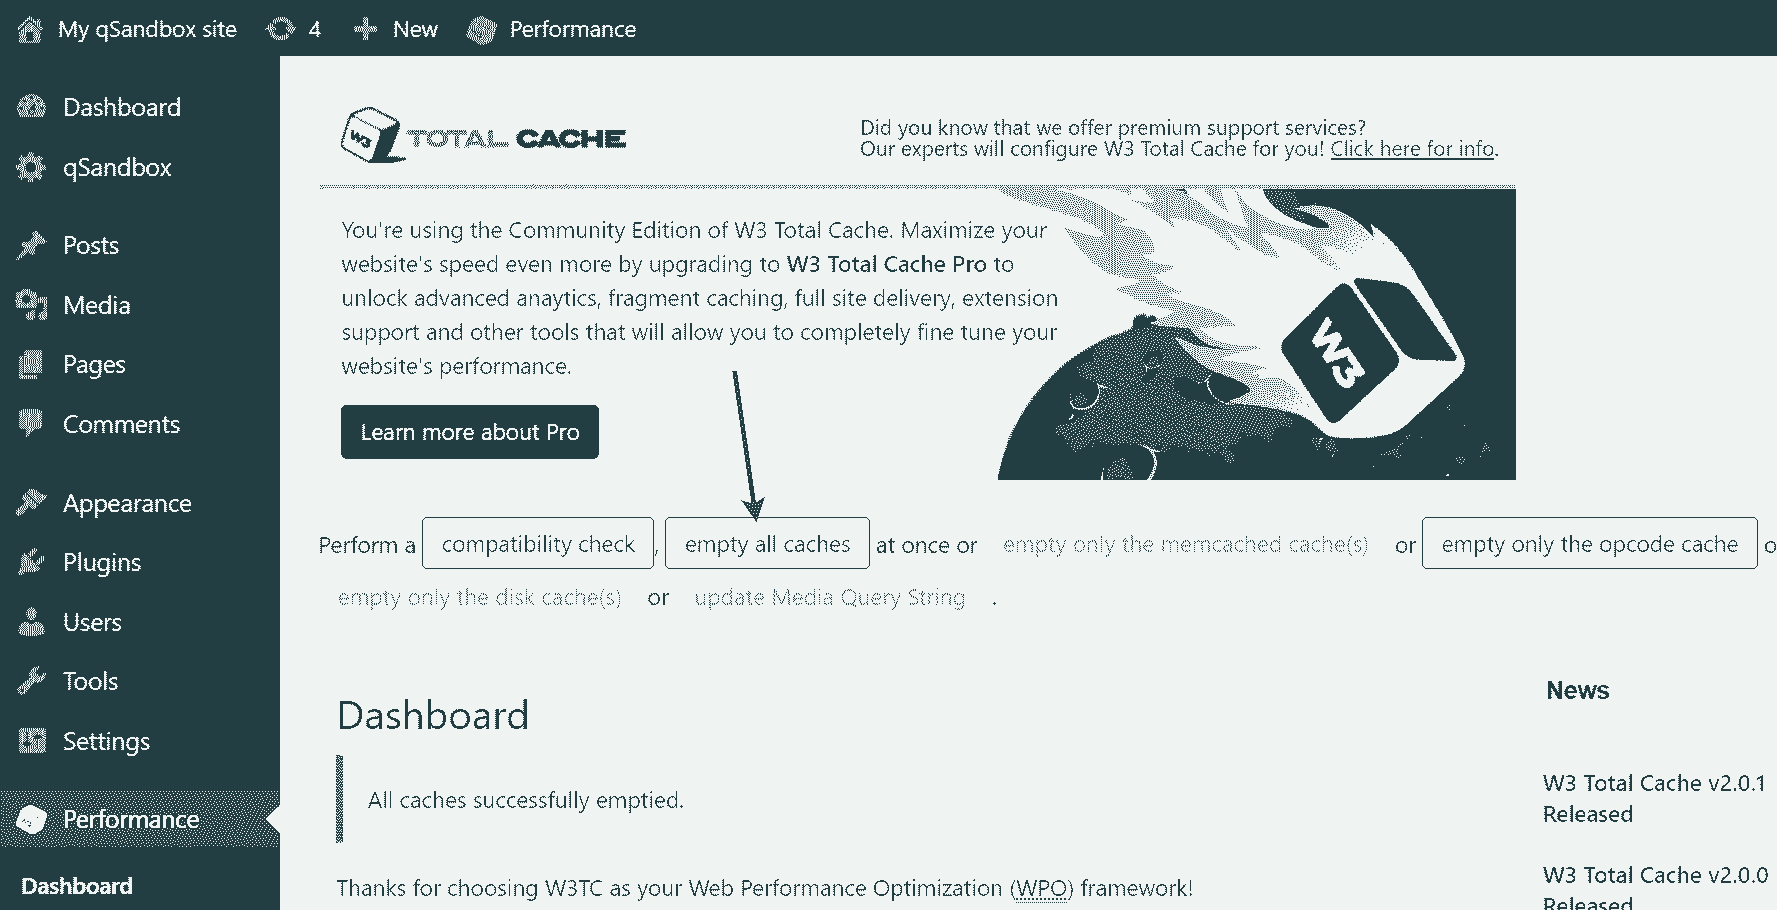 My qSandbox site 4 New Performance
Dashboard
qSandbox
Posts
Media
Pages
Comments
Appearance
Plugins
Users
Tools
Settings
Performance
Dashboard
W3 TOTAL CACHE
Did you know that we offer premium support services?
Our experts will configure W3 Total Cache for you! Click here for info.
You're using the Community Edition of W3 Total Cache. Maximize your
website's speed even more by upgrading to W3 Total Cache Pro to
unlock advanced anaytics, fragment caching, full site delivery, extension
support and other tools that will allow you to completely fine tune your
website's performance.
Learn more about Pro
W3
Perform a compatibility check, empty all caches at once or empty only the memcached cache(s) or empty only the opcode cache o
empty only the disk cache(s) or update Media Query String .
Dashboard
All caches successfully emptied.
Thanks for choosing W3TC as your Web Performance Optimization (WPO) framework!
News
W3 Total Cache v2.0.1
Released
W3 Total Cache v2.0.0
Released